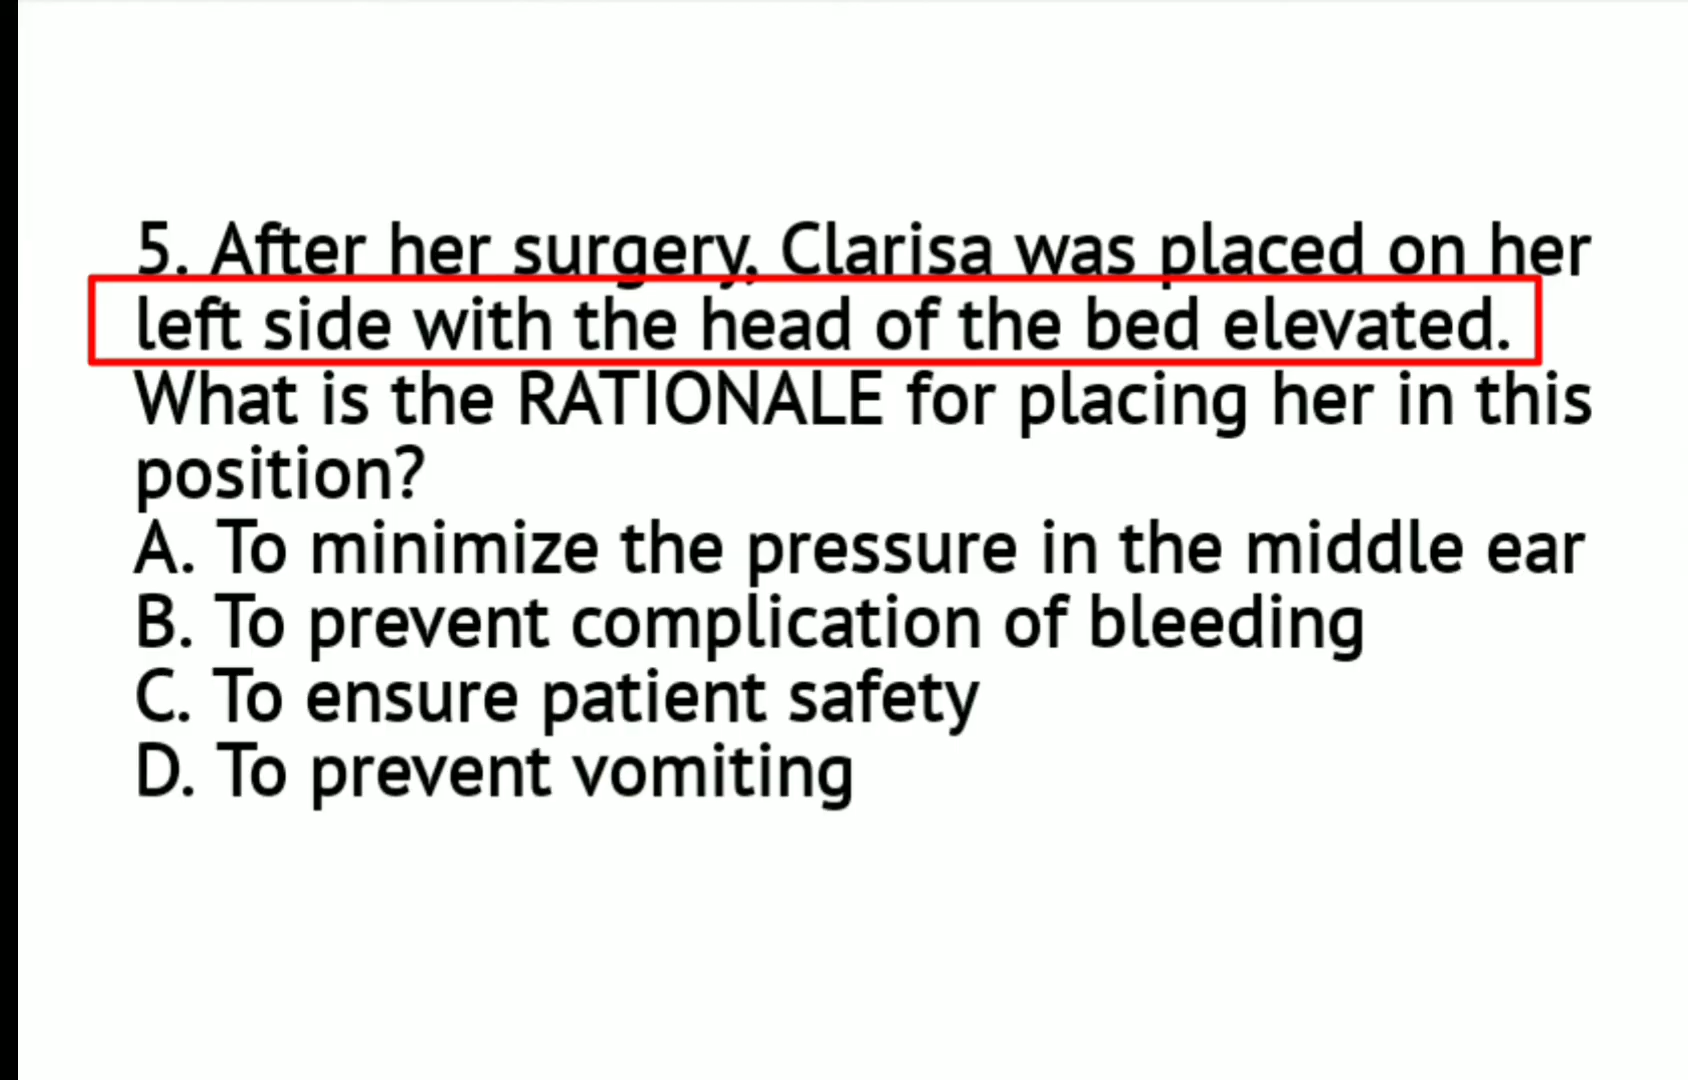 5. After her surgery, Clarisa was placed on her
left side with the head of the bed elevated.
What is the RATIONALE for placing her in this
position?
A. To minimize the pressure in the middle ear
B. To prevent complication of bleeding
C. To ensure patient safety
D. To prevent vomiting